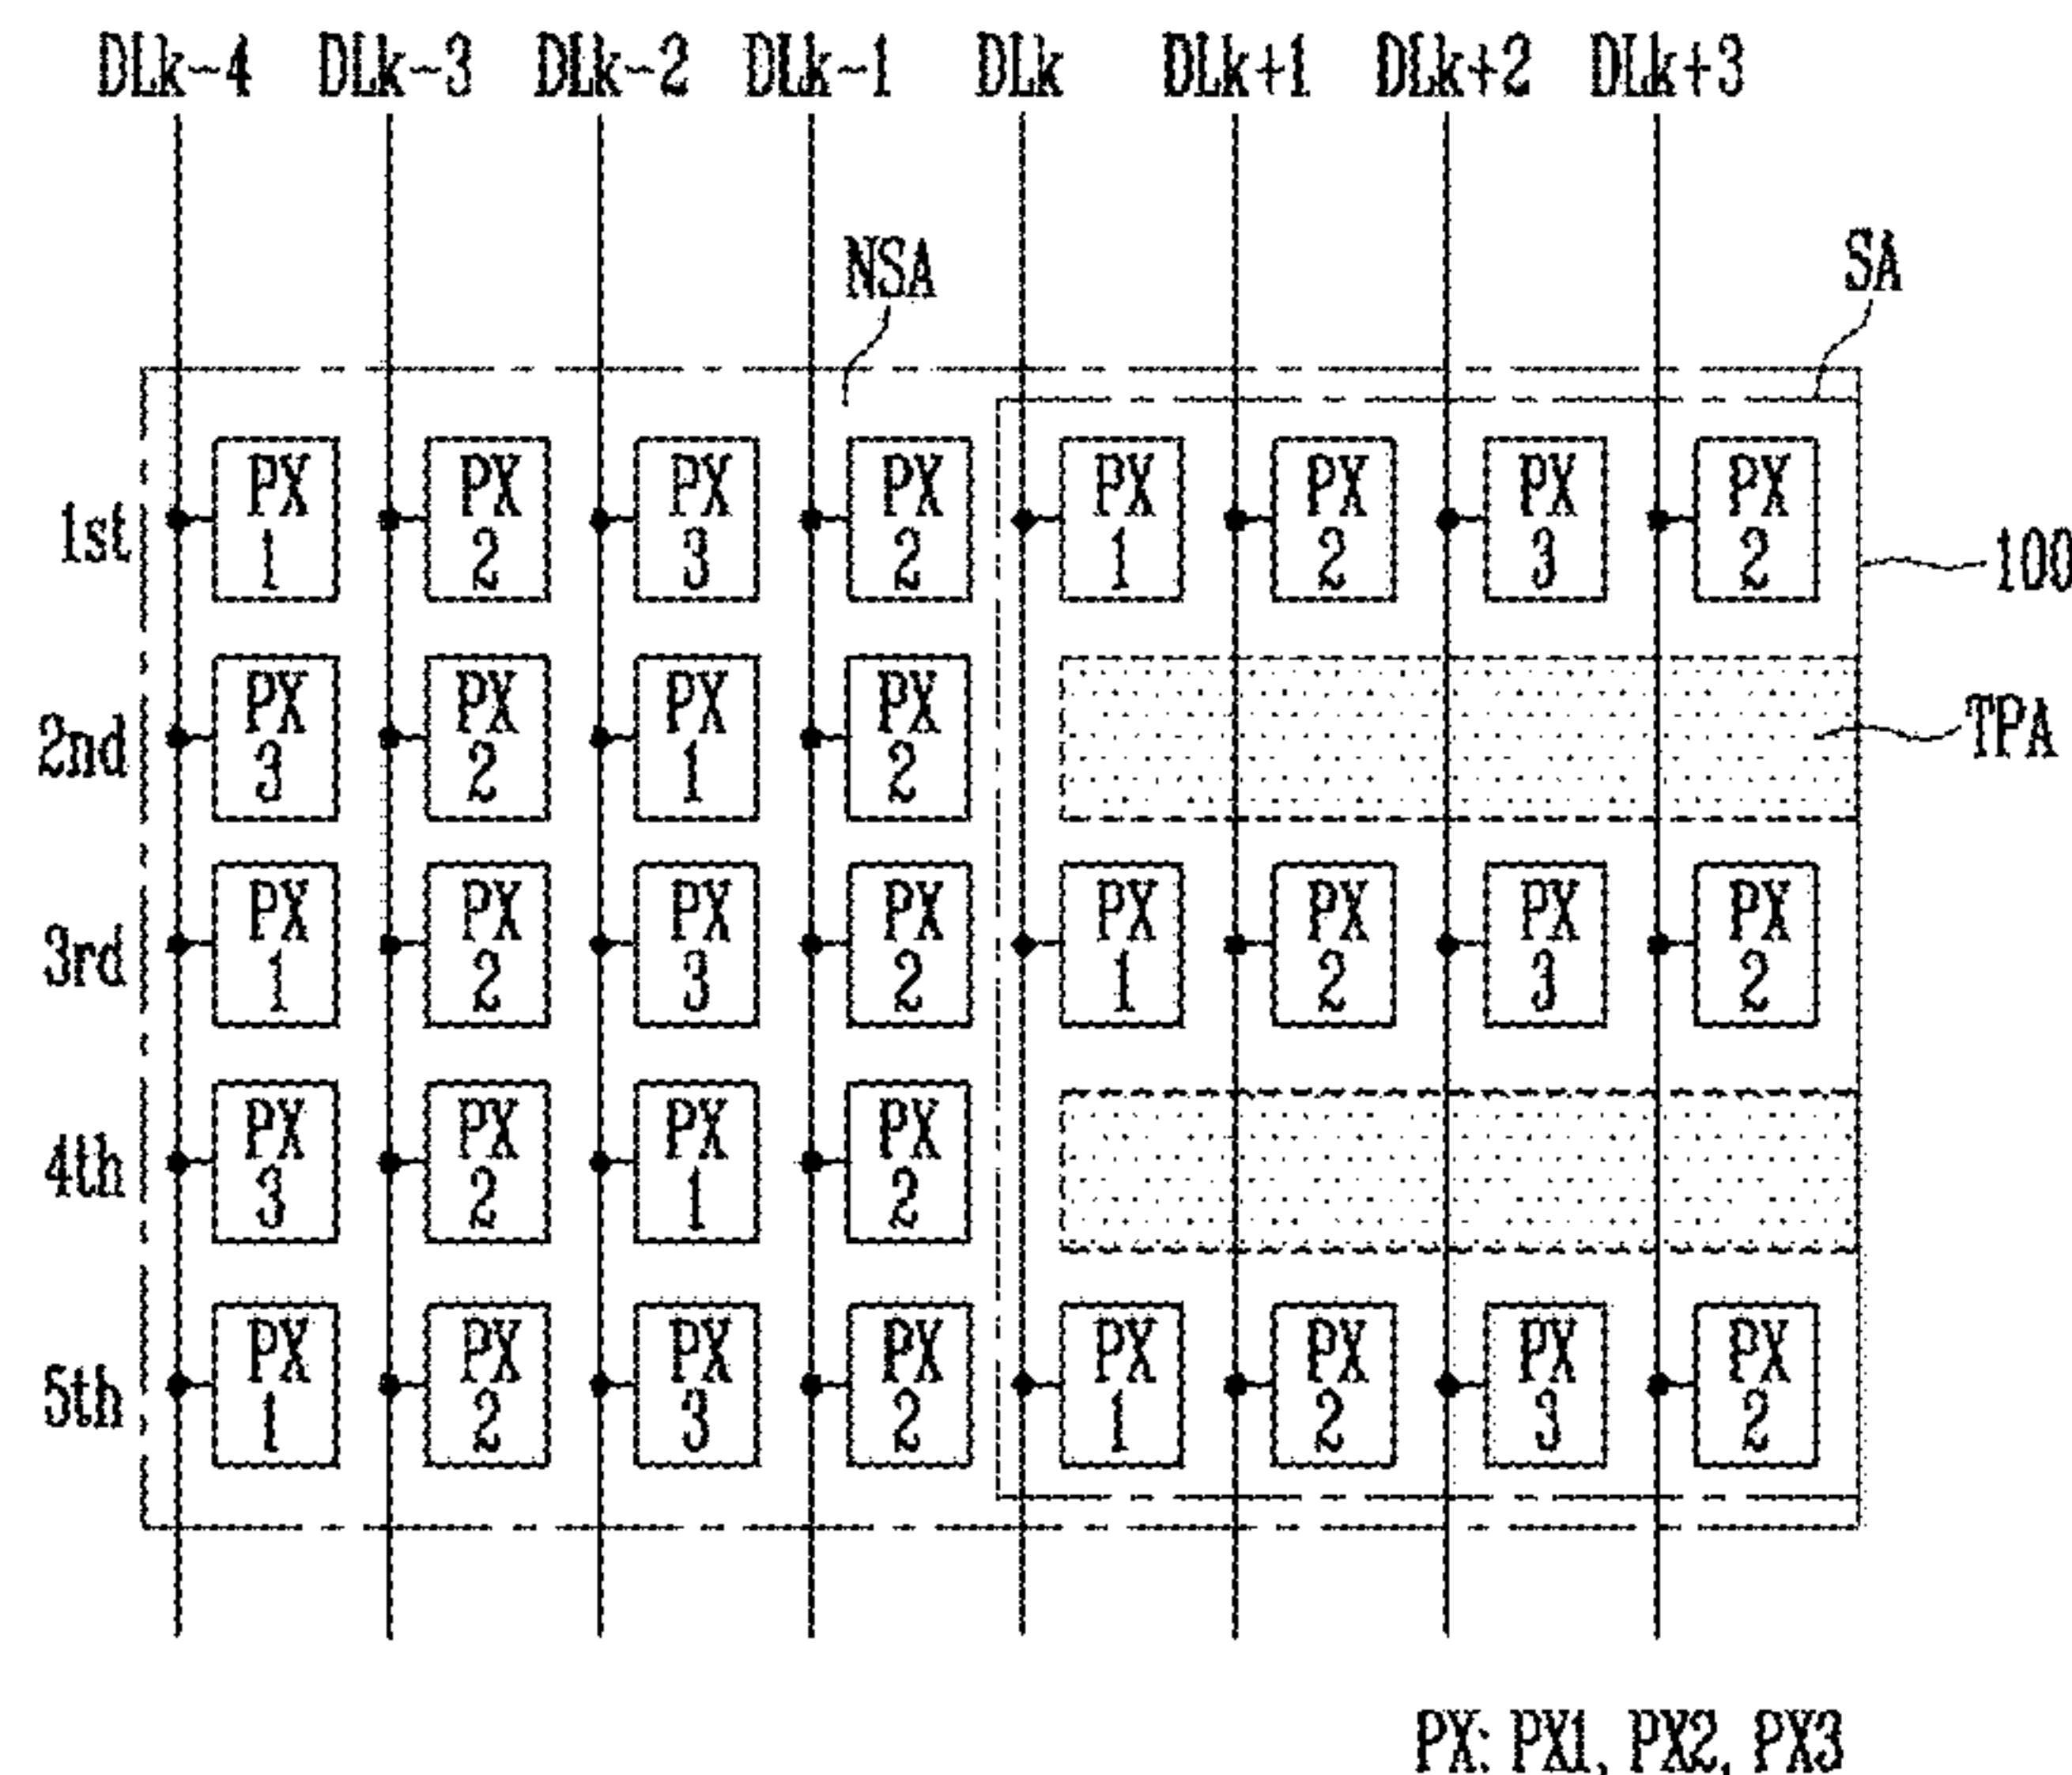 DLk-4 DLk-3 DLk-2 DLk-1 DLk DLk+1 DLk+2 DLk+3
NSA
SA
1st
PX 1
PX 2
PX 3
PX 2
PX 1
PX 2
PX 3
PX 2
100
2nd
PX 3
PX 2
PX 1
PX 2
TPA
3rd
PX 1
PX 2
PX 3
PX 2
PX 1
PX 2
PX 3
PX 2
4th
PX 3
PX 2
PX 1
PX 2
5th
PX 1
PX 2
PX 3
PX 2
PX 1
PX 2
PX 3
PX 2
PX: PX1, PX2, PX3